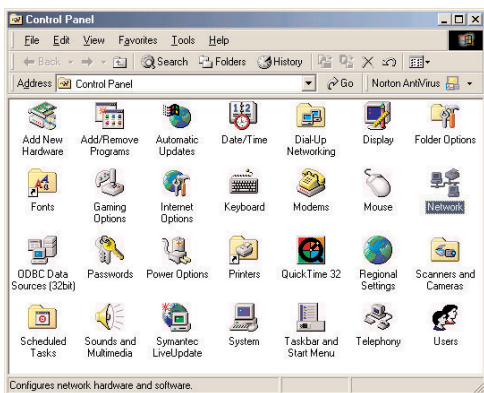 Control Panel
File Edit View Favorites Tools Help
Back Search Folders History
Address Control Panel Go Norton AntiVirus
Add New Hardware
Add/Remove Programs
Automatic Updates
Date/Time
Dial-Up Networking
Display
Folder Options
Fonts
Gaming Options
Internet Options
Keyboard
Modems
Mouse
Network
ODBC Data Sources (32bit)
Passwords
Power Options
Printers
QuickTime 32
Regional Settings
Scanners and Cameras
Scheduled Tasks
Sounds and Multimedia
Symantec LiveUpdate
System
Taskbar and Start Menu
Telephony
Users
Configures network hardware and software.